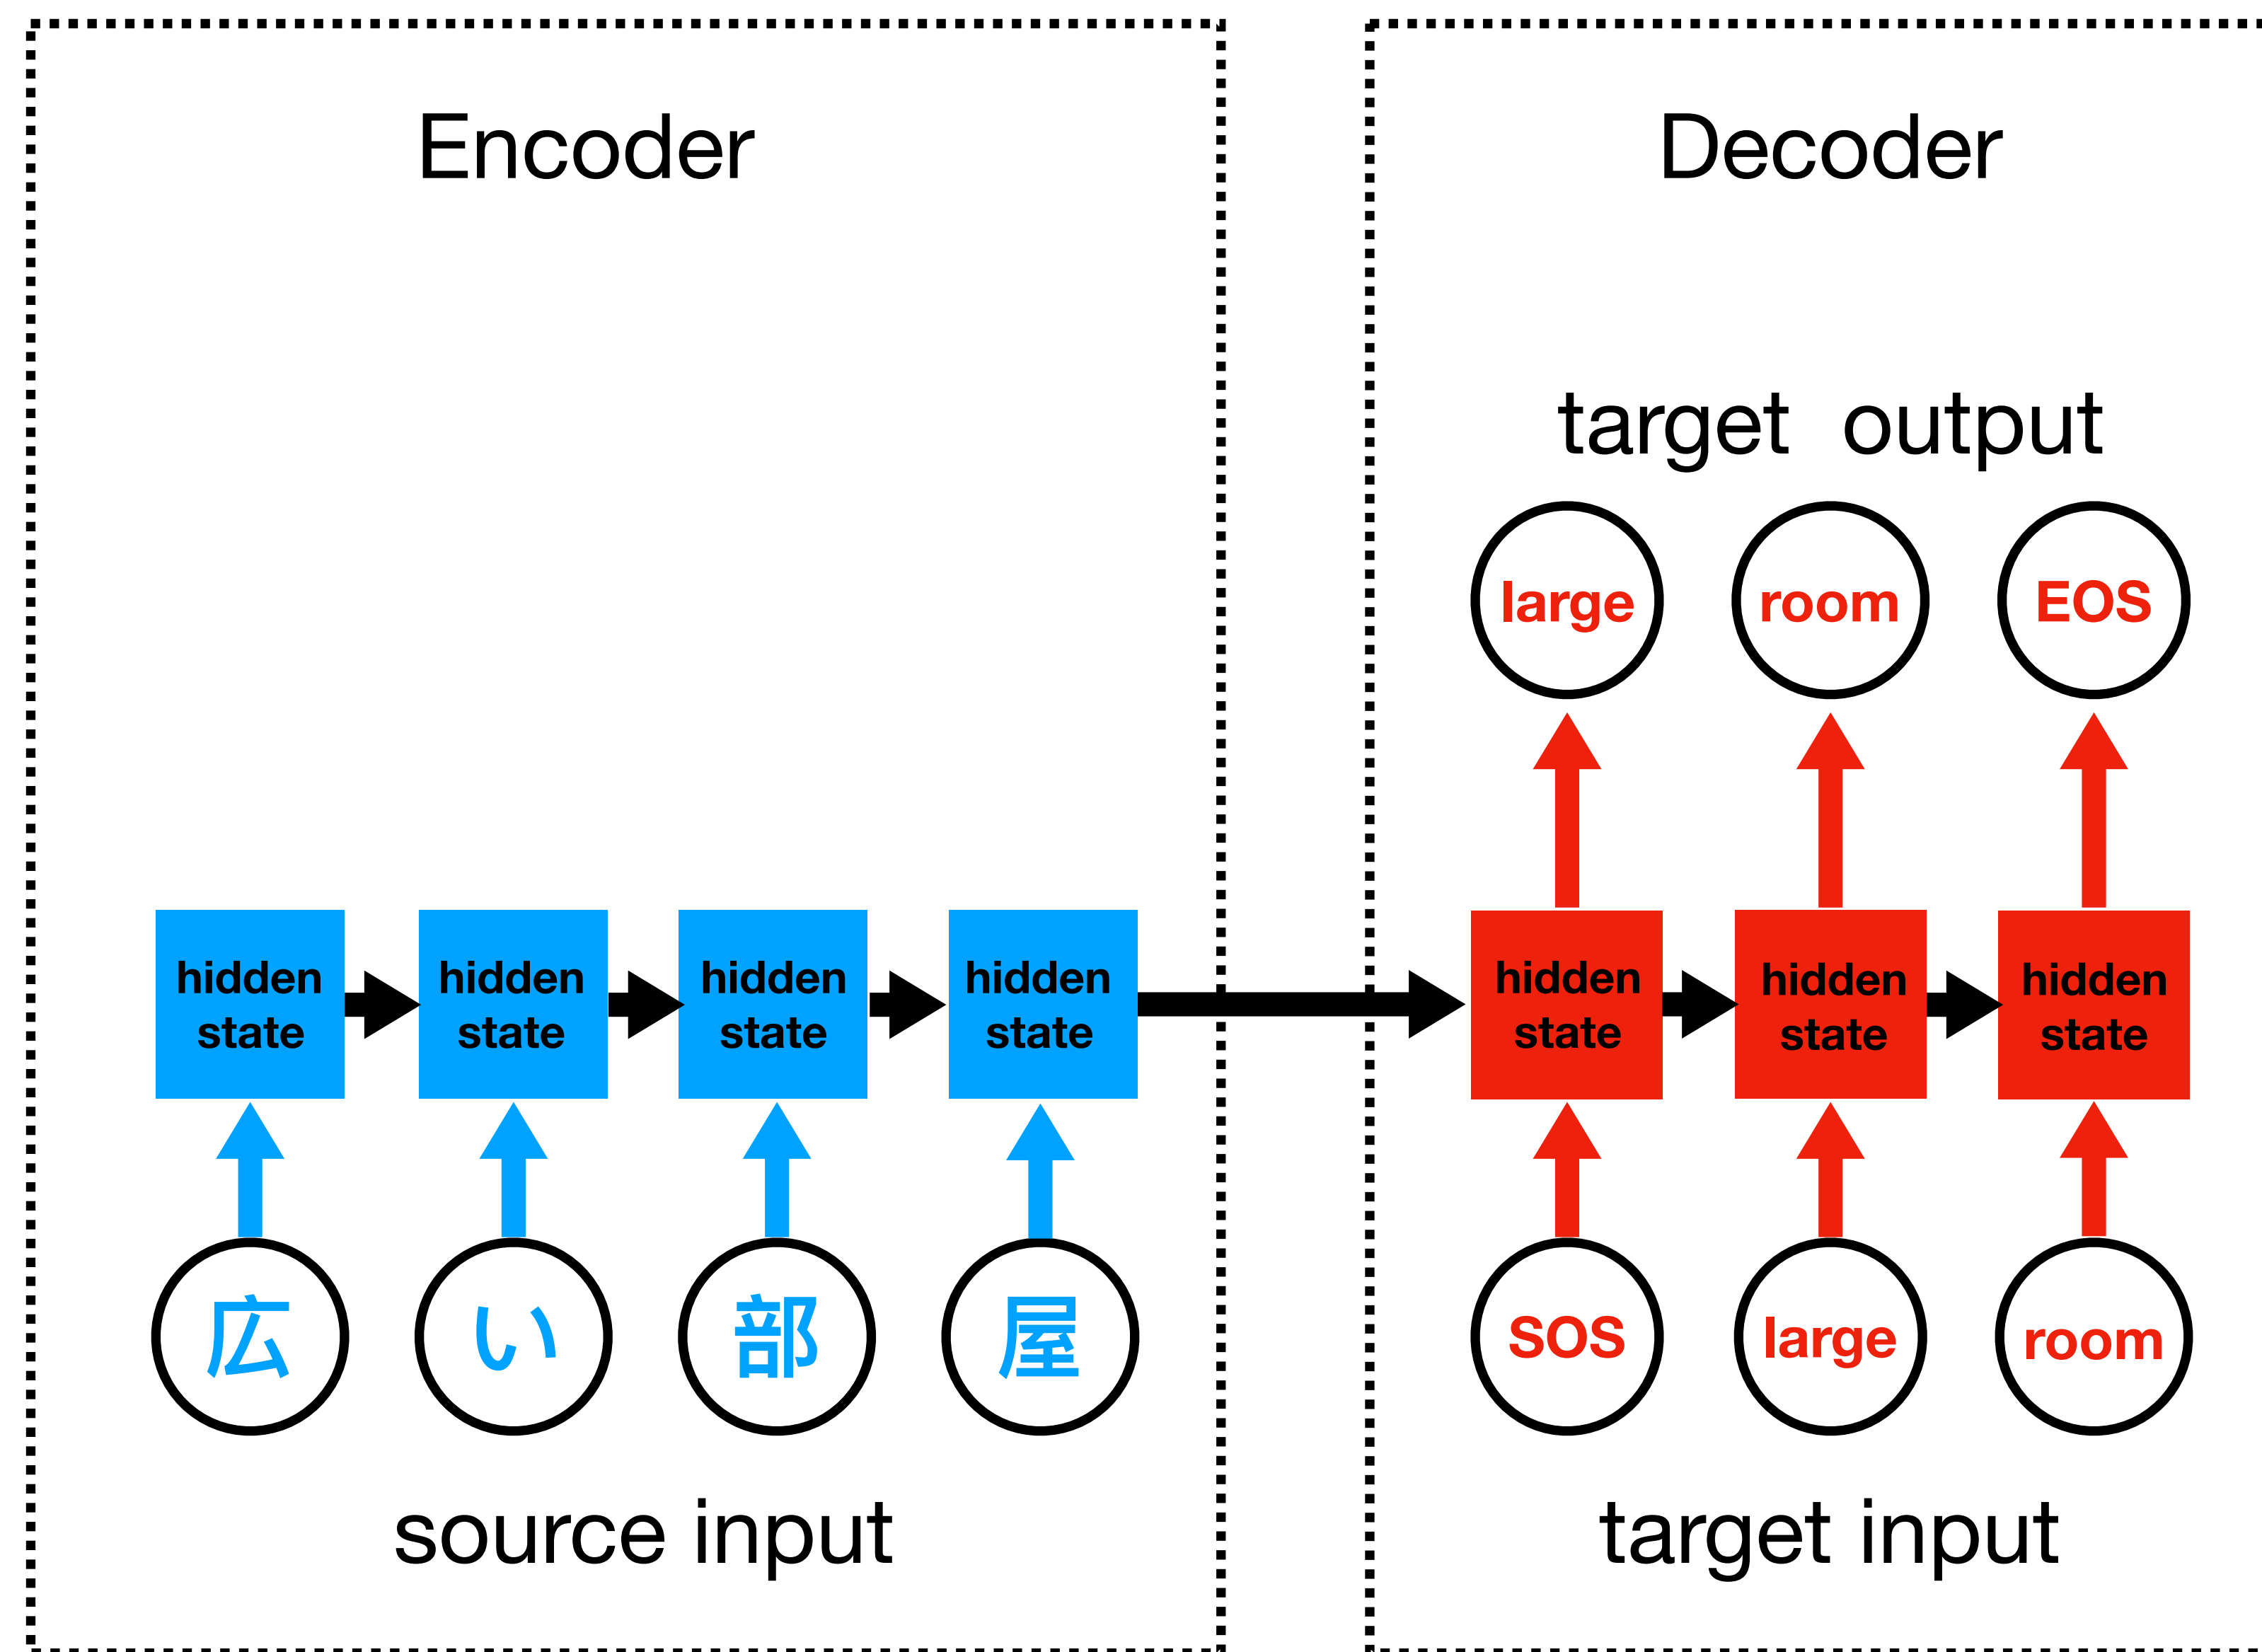 Encoder
hidden state
hidden state
hidden state
hidden state
広
い
部
屋
source input
Decoder
target output
large
room
EOS
hidden state
hidden state
hidden state
SOS
large
room
target input